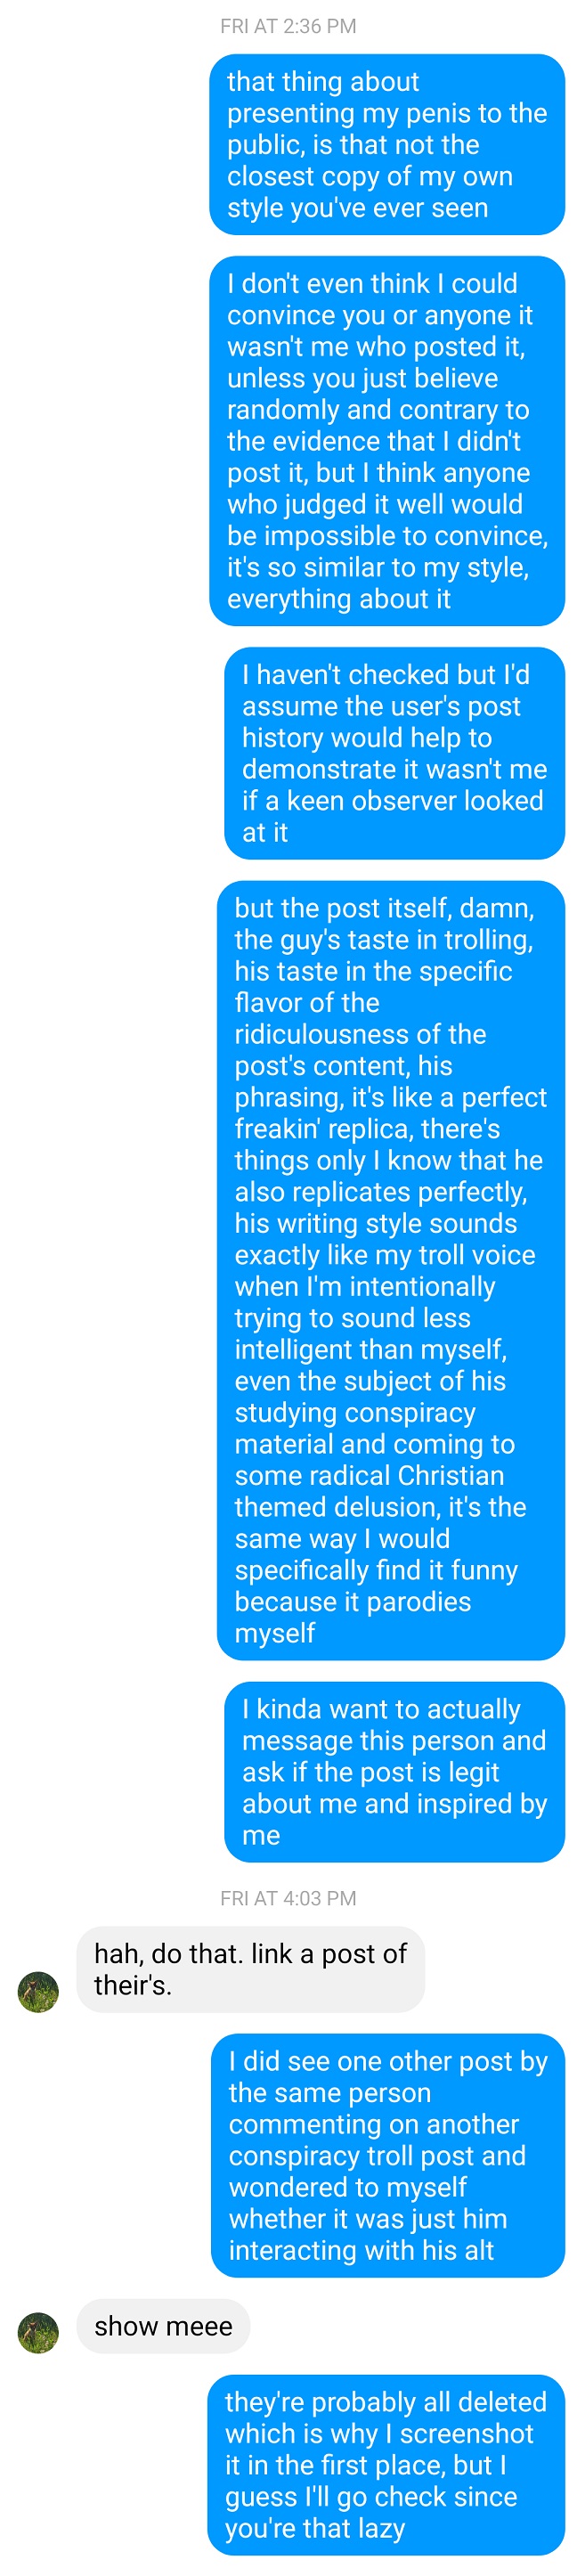 FRI AT 2:36 PM
that thing about
presenting my penis to the
public, is that not the
closest copy of my own
style you've ever seen
I don't even think I could
convince you or anyone it
wasn't me who posted it,
unless you just believe
randomly and contrary to
the evidence that I didn't
post it, but I think anyone
who judged it well would
be impossible to convince,
it's so similar to my style,
everything about it
I haven't checked but I'd
assume the user's post
history would help to
demonstrate it wasn't me
if a keen observer looked
at it
but the post itself, damn,
the guy's taste in trolling,
his taste in the specific
flavor of the
ridiculousness of the
post's content, his
phrasing, it's like a perfect
freakin' replica, there's
things only I know that he
also replicates perfectly,
his writing style sounds
exactly like my troll voice
when I'm intentionally
trying to sound less
intelligent than myself,
even the subject of his
studying conspiracy
material and coming to
some radical Christian
themed delusion, it's the
same way I would
specifically find it funny
because it parodies
myself
I kinda want to actually
message this person and
ask if the post is legit
about me and inspired by
me
FRI AT 4:03 PM
hah, do that. link a post of
their's.
I did see one other post by
the same person
commenting on another
conspiracy troll post and
wondered to myself
whether it was just him
interacting with his alt
show meee
they're probably all deleted
which is why I screenshot
it in the first place, but I
guess I'll go check since
you're that lazy